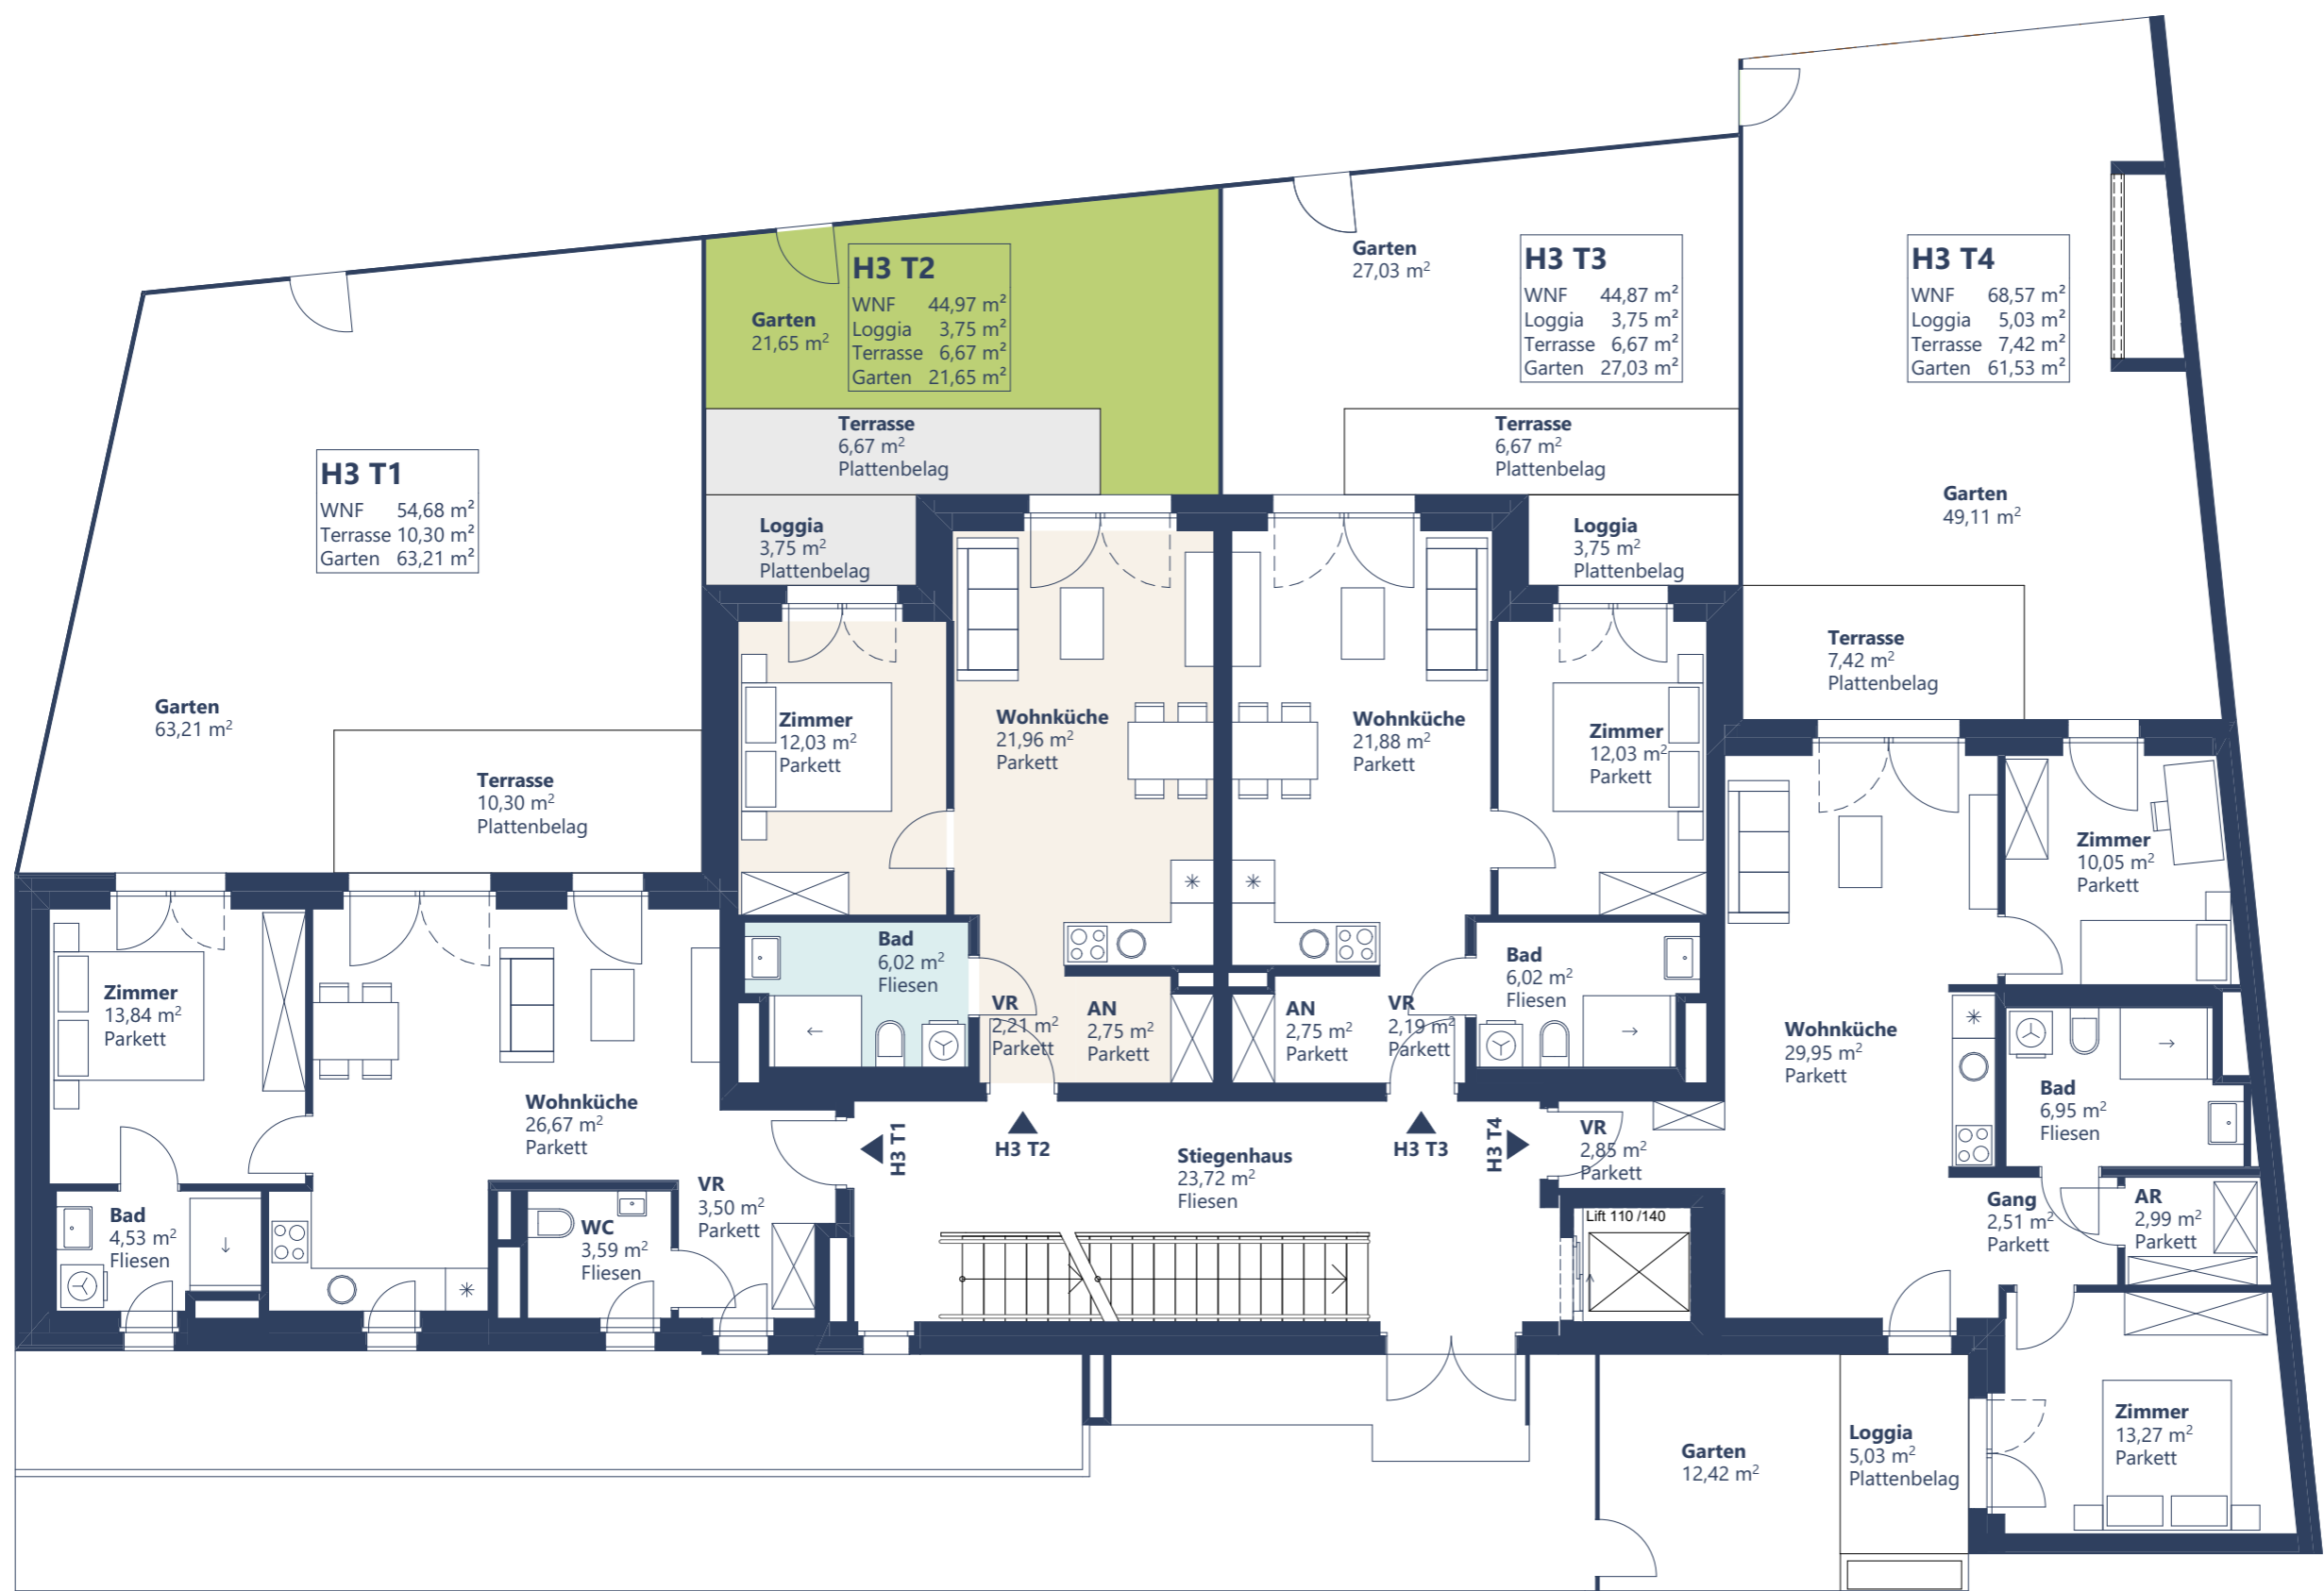 H3 T1
WNF 54,68 m²
Terrasse 10,30 m²
Garten 63,21 m²
Garten
63,21 m²
Terrasse
10,30 m²
Plattenbelag
Zimmer
13,84 m²
Parkett
Wohnküche
26,67 m²
Parkett
Bad
4,53 m²
Fliesen
WC
3,59 m²
Fliesen
VR
3,50 m²
Parkett
H3 T2
WNF 44,97 m²
Loggia 3,75 m²
Terrasse 6,67 m²
Garten 21,65 m²
Garten
21,65 m²
Terrasse
6,67 m²
Plattenbelag
Loggia
3,75 m²
Plattenbelag
Zimmer
12,03 m²
Parkett
Wohnküche
21,96 m²
Parkett
Bad
6,02 m²
Fliesen
VR
2,21 m²
Parkett
AN
2,75 m²
Parkett
Garten
27,03 m²
H3 T3
WNF 44,87 m²
Loggia 3,75 m²
Terrasse 6,67 m²
Garten 27,03 m²
Terrasse
6,67 m²
Plattenbelag
Loggia
3,75 m²
Plattenbelag
Wohnküche
21,88 m²
Parkett
Zimmer
12,03 m²
Parkett
AN
2,75 m²
Parkett
VR
2,19 m²
Parkett
Bad
6,02 m²
Fliesen
H3 T4
WNF 68,57 m²
Loggia 5,03 m²
Terrasse 7,42 m²
Garten 61,53 m²
Garten
49,11 m²
Terrasse
7,42 m²
Plattenbelag
Zimmer
10,05 m²
Parkett
Wohnküche
29,95 m²
Parkett
Bad
6,95 m²
Fliesen
VR
2,85 m²
Parkett
Gang
2,51 m²
Parkett
AR
2,99 m²
Parkett
H3 T1
H3 T2
H3 T3
H3 T4
Stiegenhaus
23,72 m²
Fliesen
Lift 110 /140
Garten
12,42 m²
Loggia
5,03 m²
Plattenbelag
Zimmer
13,27 m²
Parkett